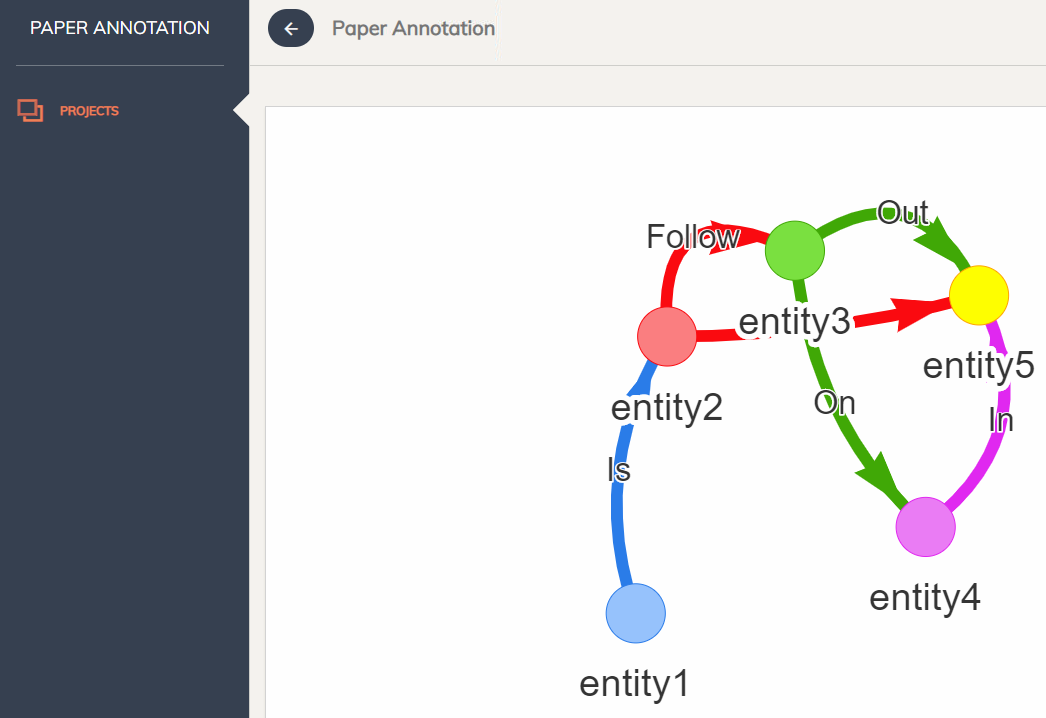 PAPER ANNOTATION
Paper Annotation
PROJECTS
Out
Follow
entity3
entity5
On
entity2
In
Is
entity4
entity1